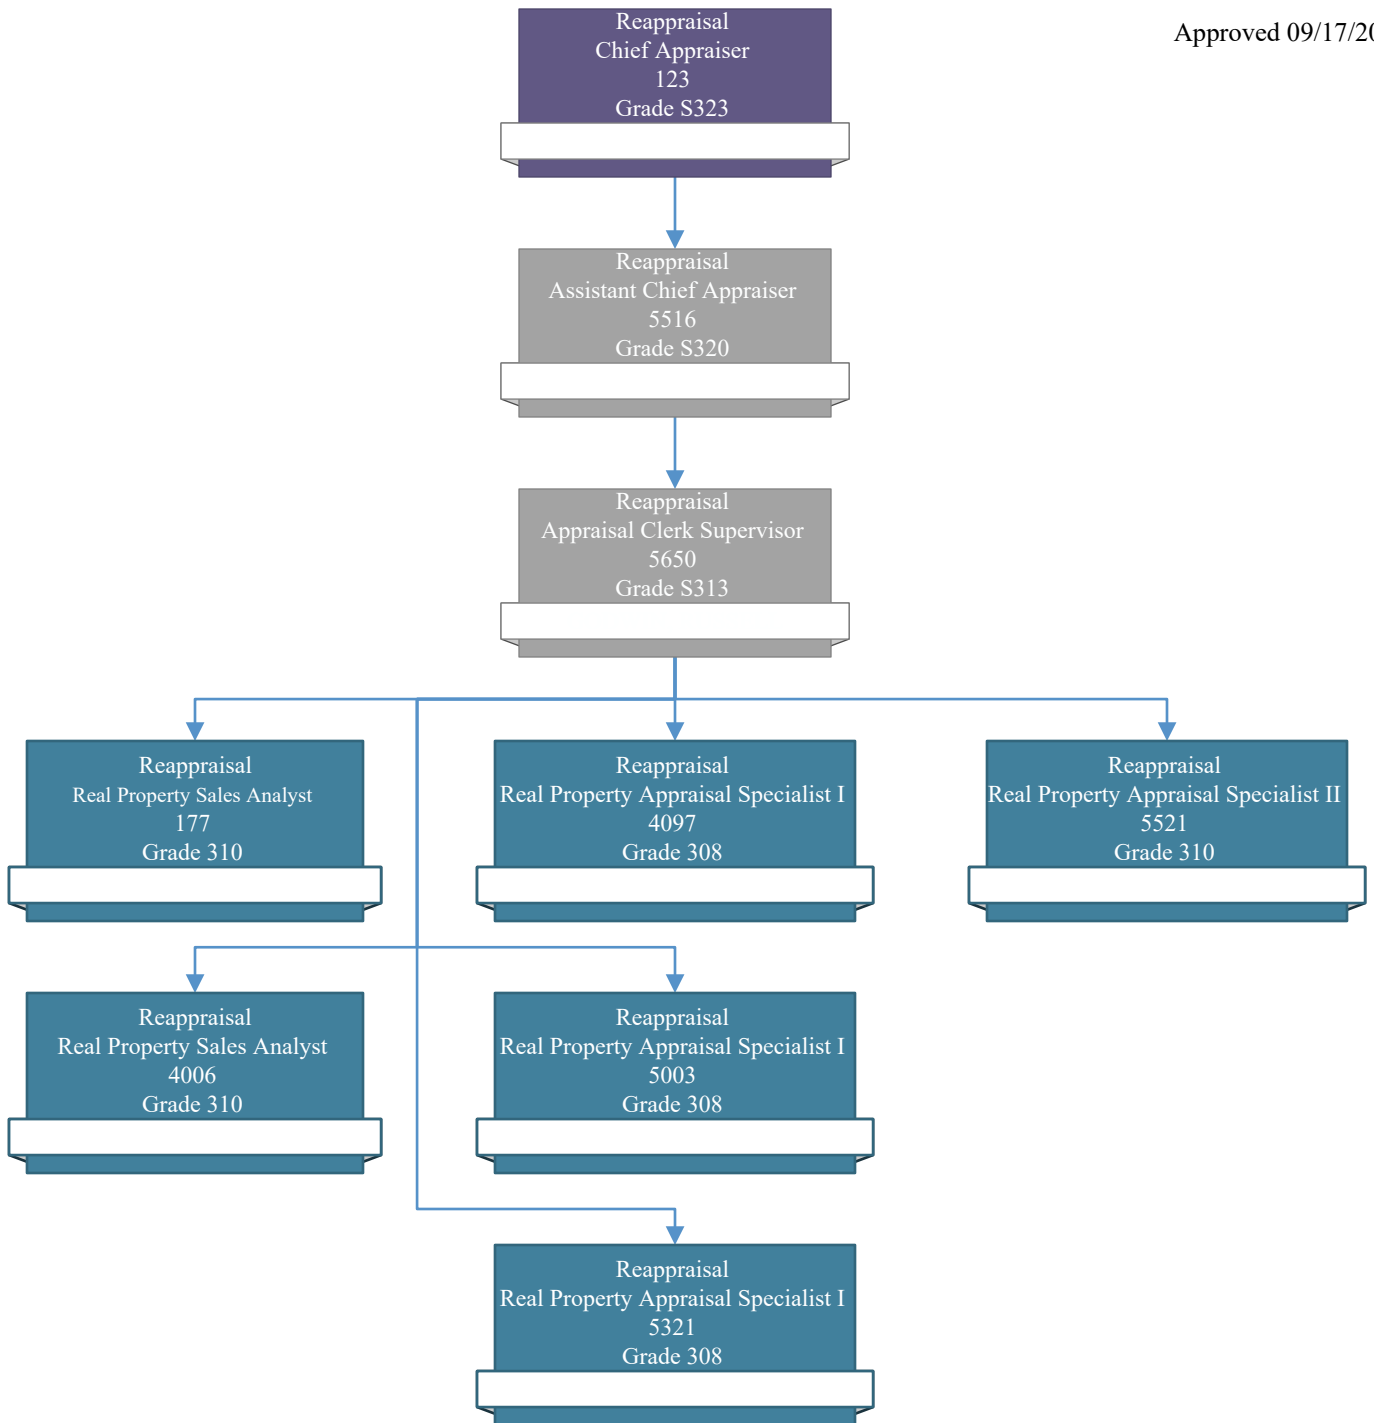 Reappraisal
Chief Appraiser
123
Grade S323
Approved 09/17/20
Reappraisal
Assistant Chief Appraiser
5516
Grade S320
Reappraisal
Appraisal Clerk Supervisor
5650
Grade S313
Reappraisal
Real Property Sales Analyst
177
Grade 310
Reappraisal
Real Property Appraisal Specialist I
4097
Grade 308
Reappraisal
Real Property Appraisal Specialist II
5521
Grade 310
Reappraisal
Real Property Sales Analyst
4006
Grade 310
Reappraisal
Real Property Appraisal Specialist I
5003
Grade 308
Reappraisal
Real Property Appraisal Specialist I
5321
Grade 308